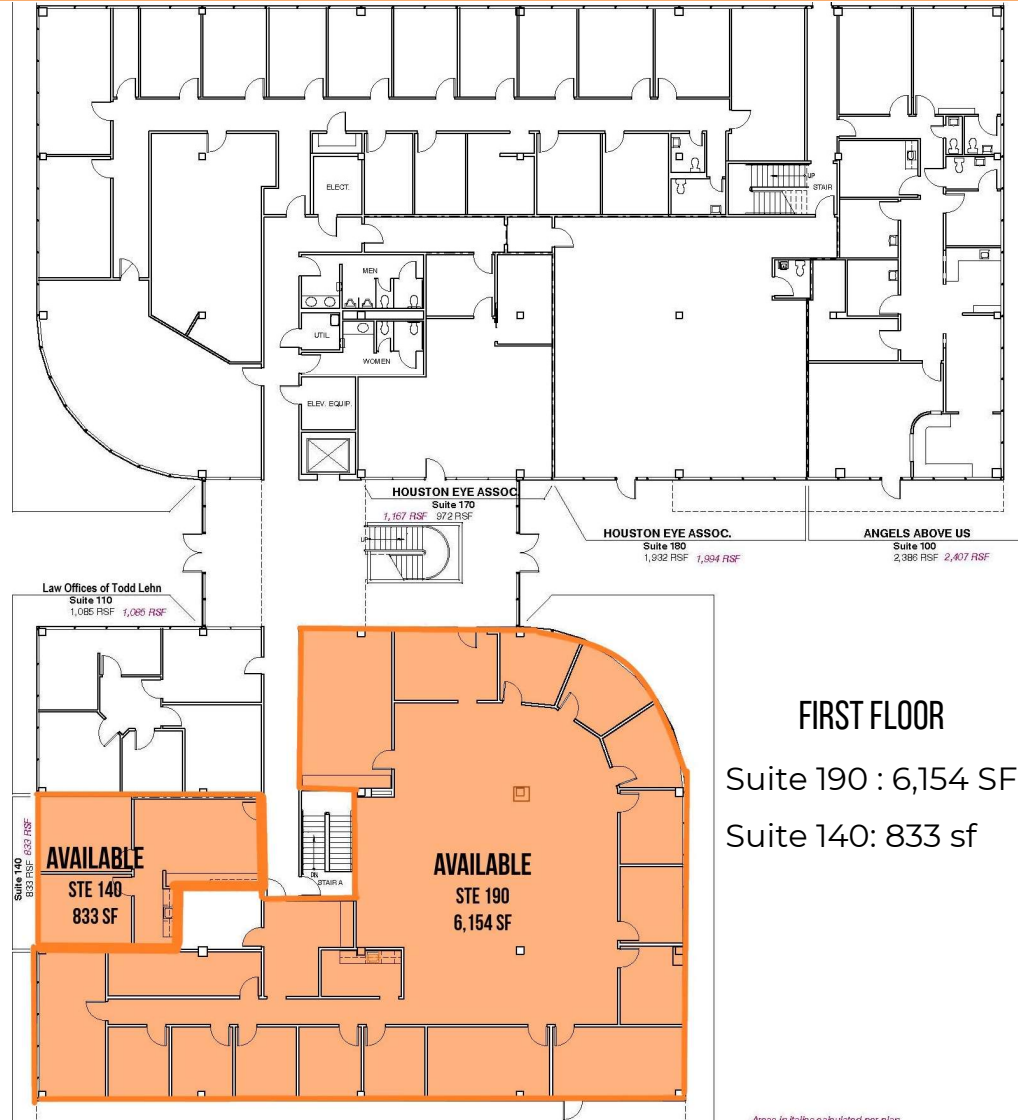 ELECT.
UP
STAIR
MEN
UTIL.
WOMEN
ELEV. EQUIP.
HOUSTON EYE ASSOC.
Suite 170
1,167 RSF 972 RSF
HOUSTON EYE ASSOC.
Suite 180
1,932 RSF 1,994 RSF
ANGELS ABOVE US
Suite 100
2,386 RSF 2,407 RSF
UP
Law Offices of Todd Lehn
Suite 110
1,085 RSF 1,085 RSF
FIRST FLOOR
Suite 190 : 6,154 SF
Suite 140: 833 sf
Suite 140
833 RSF 833 RSF
AVAILABLE
STE 140
833 SF
DN
STAIR A
AVAILABLE
STE 190
6,154 SF